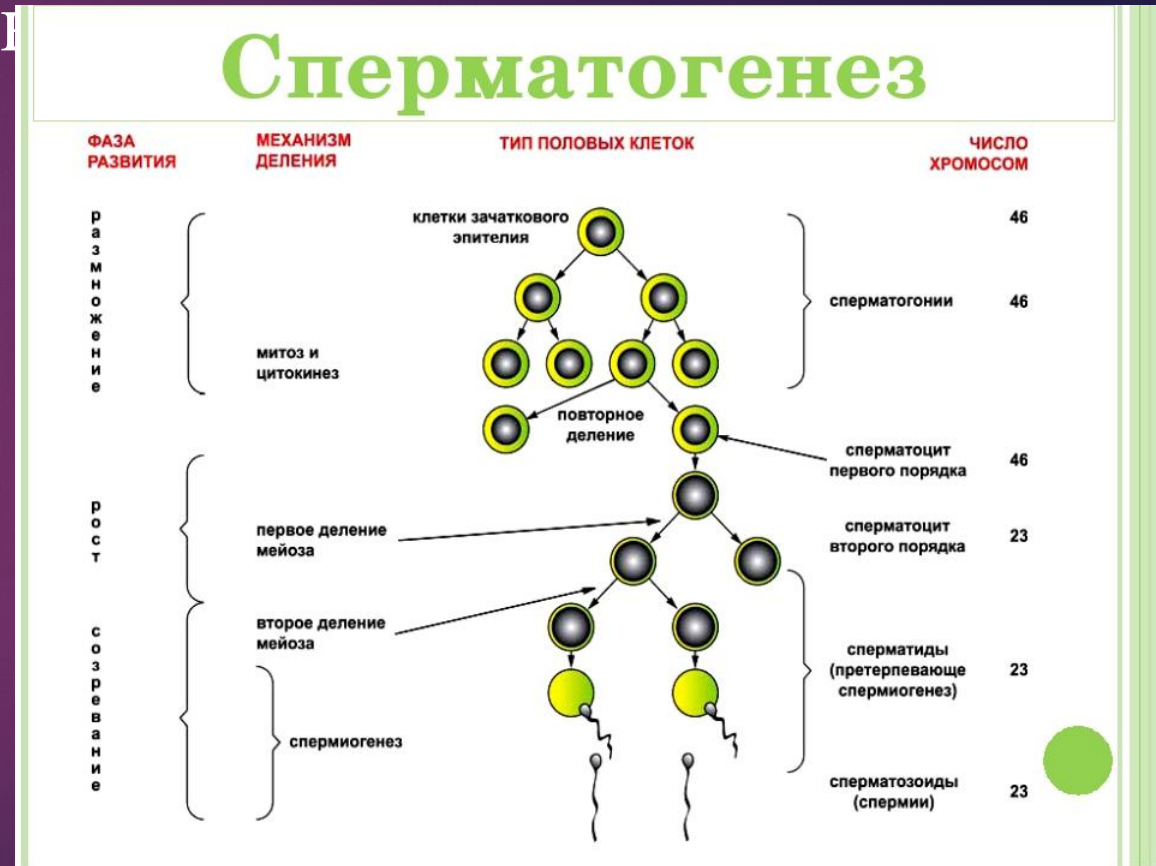 Сперматогенез
ФАЗА
РАЗВИТИЯ
МЕХАНИЗМ
ДЕЛЕНИЯ
ТИП ПОЛОВЫХ КЛЕТОК
ЧИСЛО
ХРОМОСОМ
размножение
митоз и
цитокинез
клетки зачаткового
эпителия
46
сперматогонии
46
повторное
деление
сперматоцит
первого порядка
46
рост
первое деление
мейоза
сперматоцит
второго порядка
23
созревание
второе деление
мейоза
сперматиды
(претерпевающе
спермиогенез)
23
спермиогенез
сперматозоиды
(спермии)
23